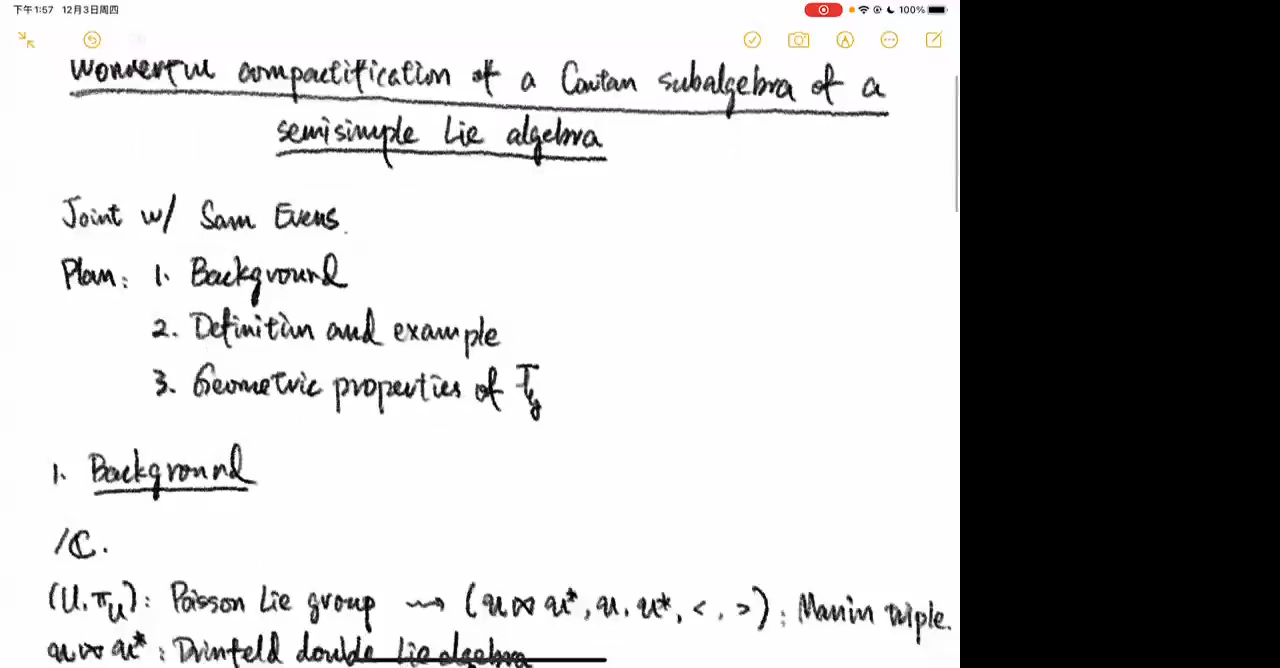 下午1:57 12月3日周四
100%
Wonderful compactification of a Cartan subalgebra of a
semisimple Lie algebra
Joint w/ Sam Evens.
Plan: 1. Background
2. Definition and example
3. Geometric properties of
1. Background
/ℂ.
(U, π_U): Poisson Lie group ⇝ (𝔲 ⋈ 𝔲*, 𝔲, 𝔲*, < , >): Manin triple.
𝔲 ⋈ 𝔲*: Drinfeld double Lie algebra